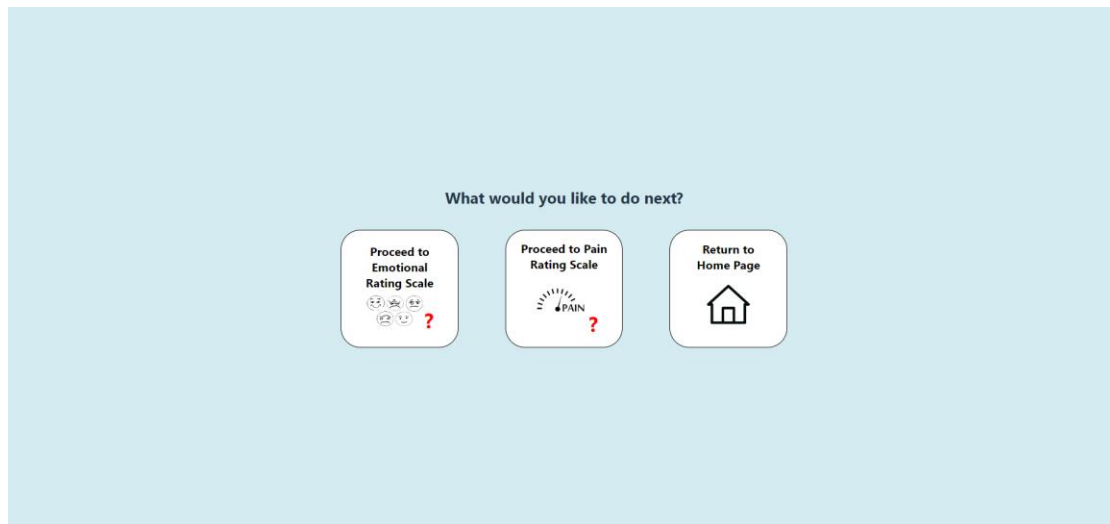 What would you like to do next?
Proceed to
Emotional
Rating Scale
?
Proceed to Pain
Rating Scale
PAIN
?
Return to
Home Page